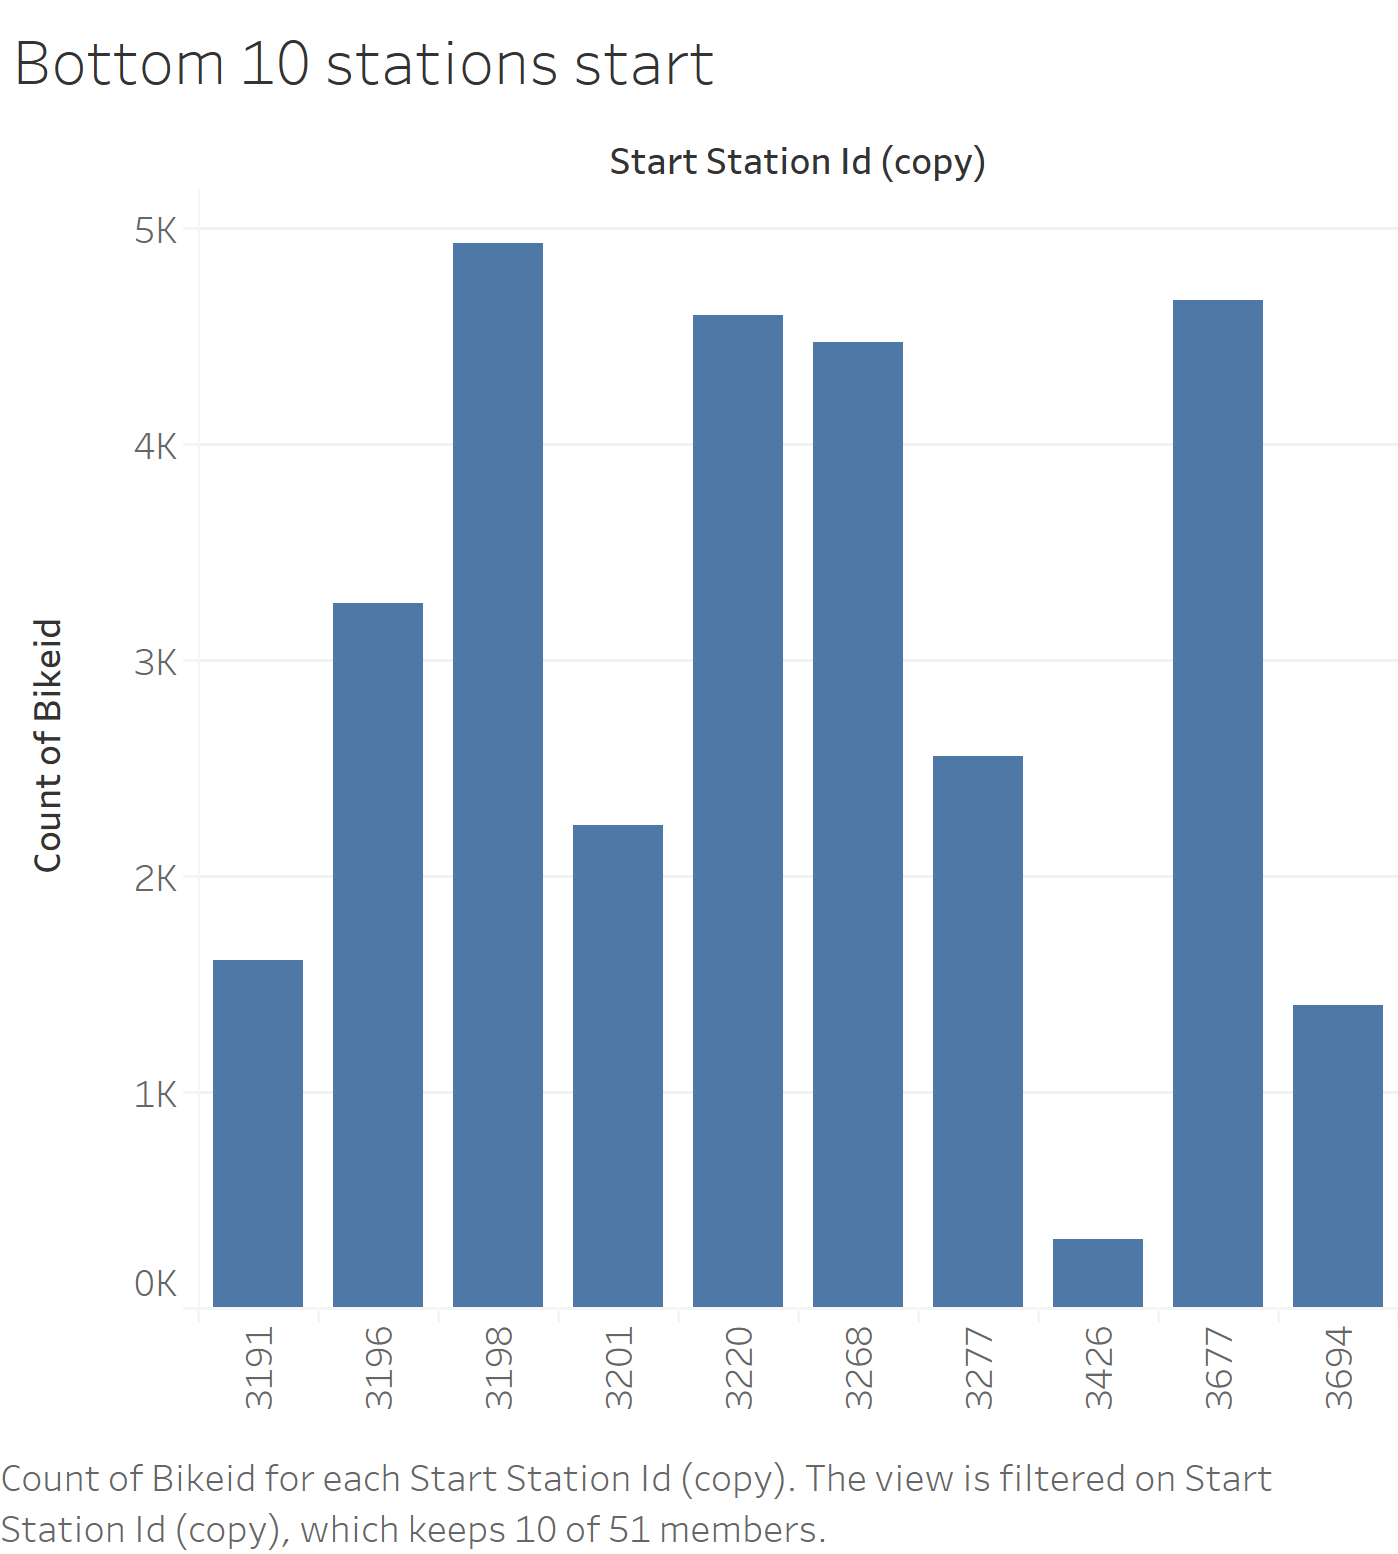 Bottom 10 stations start
Start Station Id (copy)
Count of Bikeid
5K
4K
3K
2K
1K
0K
3191
3196
3198
3201
3220
3268
3277
3426
3677
3694
Count of Bikeid for each Start Station Id (copy). The view is filtered on Start
Station Id (copy), which keeps 10 of 51 members.